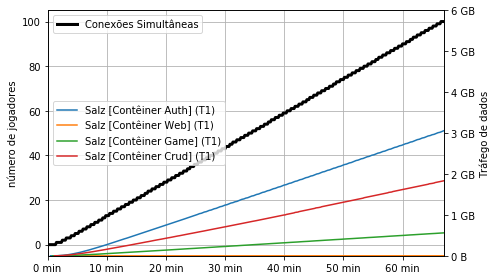 Conexões Simultâneas
Salz [Contêiner Auth] (T1)
Salz [Contêiner Web] (T1)
Salz [Contêiner Game] (T1)
Salz [Contêiner Crud] (T1)
número de jogadores
100
80
60
40
20
0
6 GB
5 GB
4 GB
3 GB
2 GB
1 GB
0 B
Tráfego de dados
0 min 10 min 20 min 30 min 40 min 50 min 60 min